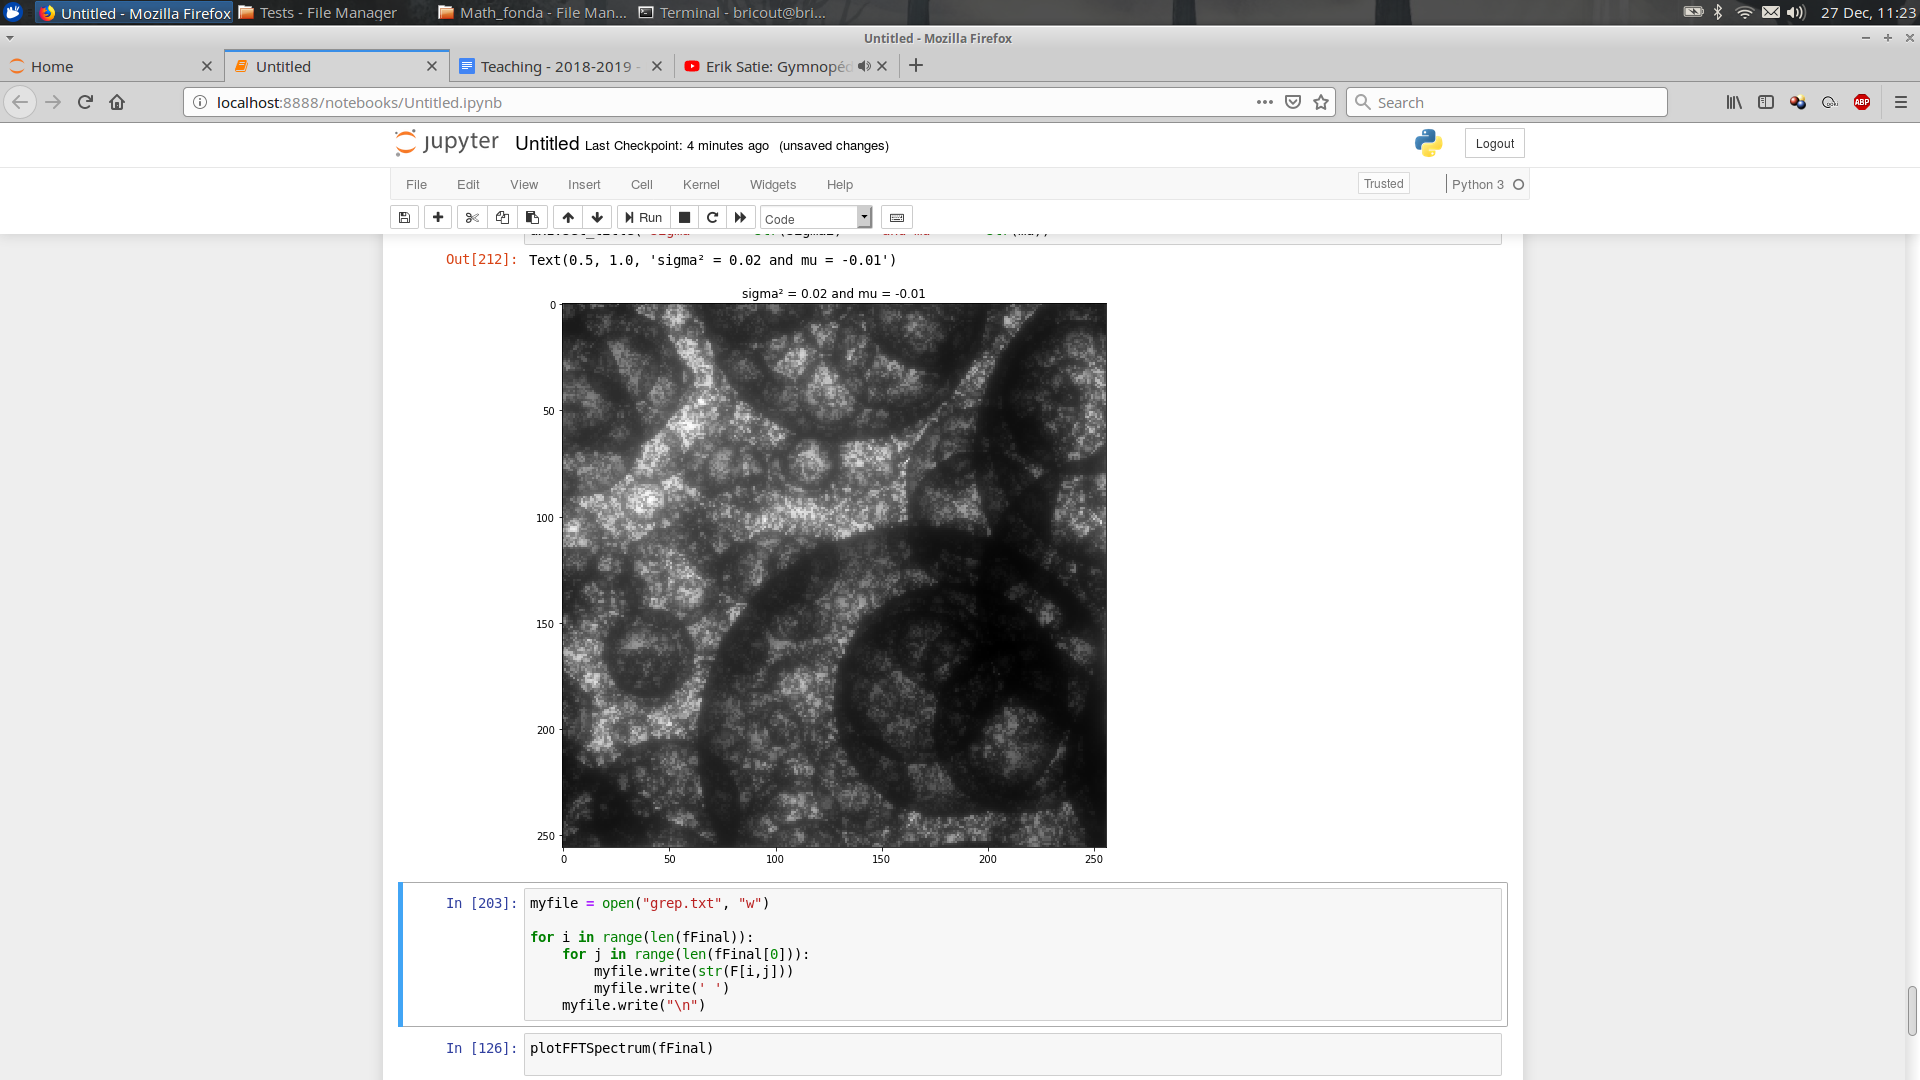 Untitled - Mozilla Firefox
Tests - File Manager
Math_fonda - File Man...
Terminal - bricout@bri...
27 Dec, 11:23
Untitled - Mozilla Firefox
Home
Untitled
Teaching - 2018-2019 -
Erik Satie: Gymnopéd
localhost:8888/notebooks/Untitled.ipynb
Search
ABP
jupyter Untitled Last Checkpoint: 4 minutes ago (unsaved changes)
Logout
File Edit View Insert Cell Kernel Widgets Help
Trusted
Python 3
Run
Code
Out[212]: Text(0.5, 1.0, 'sigma² = 0.02 and mu = -0.01')
sigma² = 0.02 and mu = -0.01
0
50
100
150
200
250
0 50 100 150 200 250
In [203]: myfile = open("grep.txt", "w")
for i in range(len(fFinal)):
for j in range(len(fFinal[0])):
myfile.write(str(F[i,j]))
myfile.write(' ')
myfile.write("\n")
In [126]: plotFFTSpectrum(fFinal)